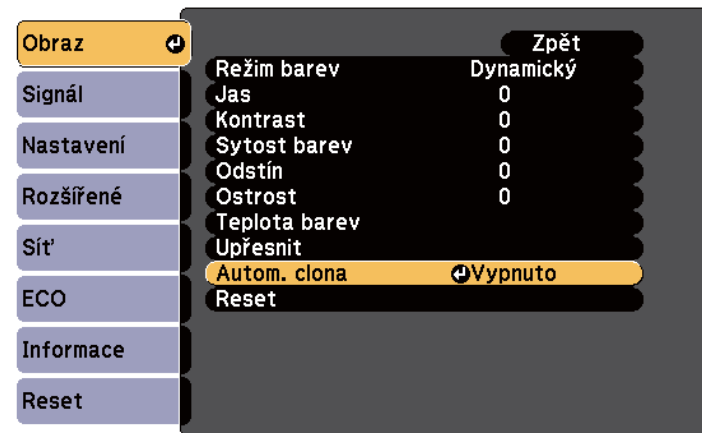 Obraz
Signál
Nastavení
Rozšířené
Síť
ECO
Informace
Reset
Zpět
Režim barev Dynamický
Jas 0
Kontrast 0
Sytost barev 0
Odstín 0
Ostrost 0
Teplota barev
Upřesnit
Autom. clona Vypnuto
Reset